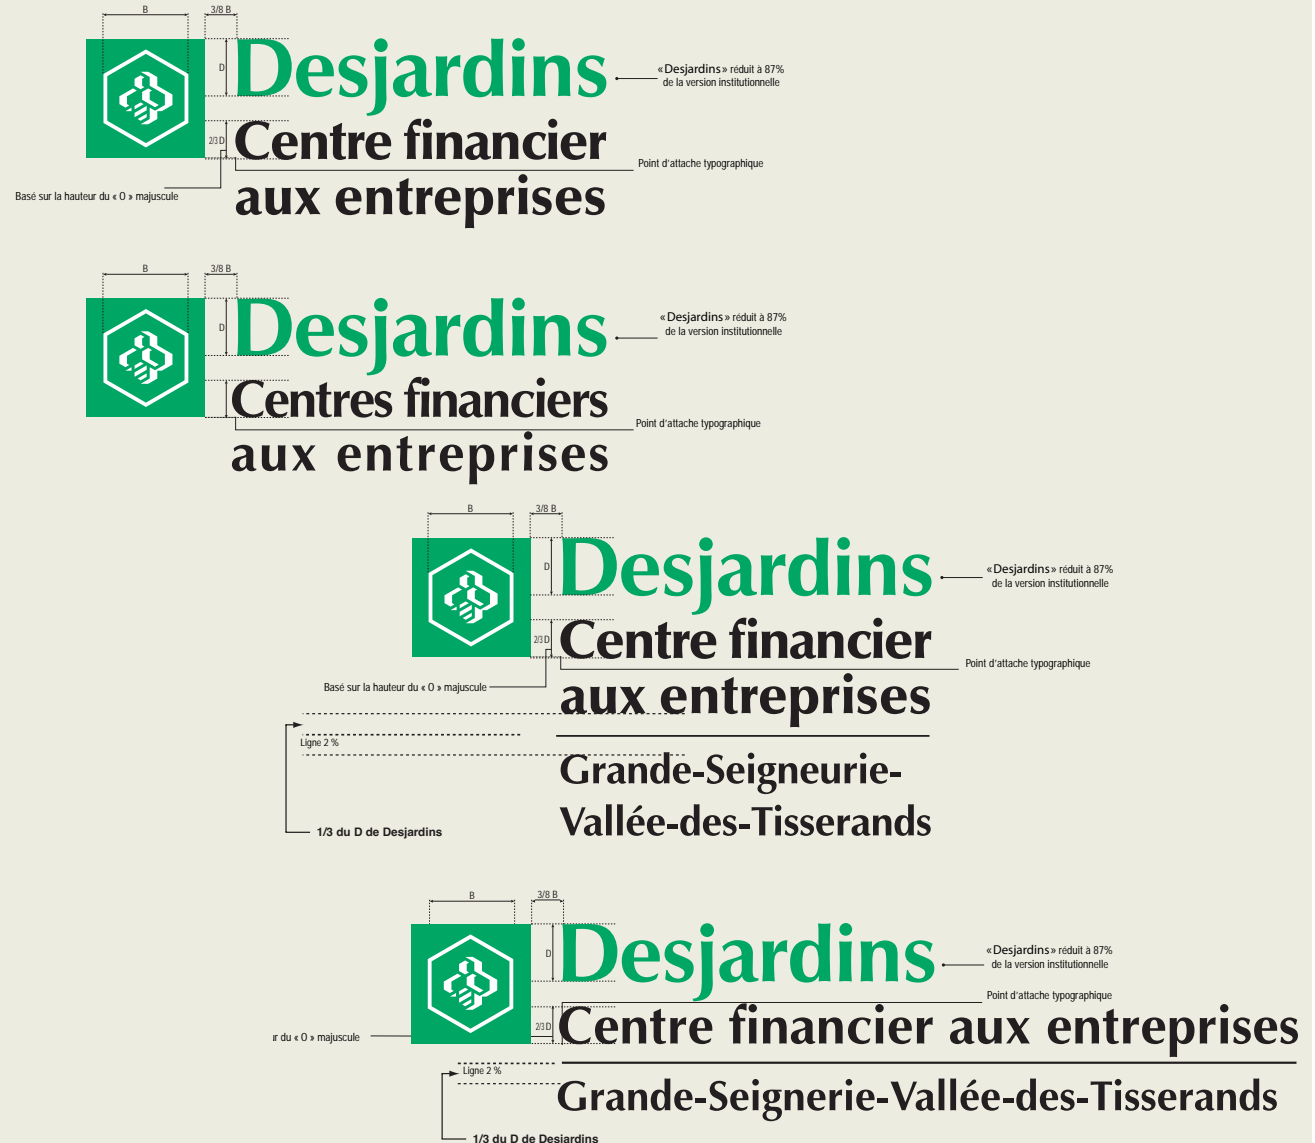 B 3/8 B
Desjardins
D
«Desjardins» réduit à 87%
de la version institutionnelle
Centre financier
2/3 D
Point d'attache typographique
aux entreprises
Basé sur la hauteur du « O » majuscule
B 3/8 B
Desjardins
D
«Desjardins» réduit à 87%
de la version institutionnelle
Centres financiers
Point d'attache typographique
aux entreprises
B 3/8 B
Desjardins
D
«Desjardins» réduit à 87%
de la version institutionnelle
Centre financier
2/3 D
Point d'attache typographique
aux entreprises
Basé sur la hauteur du « O » majuscule
Ligne 2 %
Grande-Seigneurie-
Vallée-des-Tisserands
1/3 du D de Desjardins
B 3/8 B
Desjardins
D
«Desjardins» réduit à 87%
de la version institutionnelle
Point d'attache typographique
2/3 D
Centre financier aux entreprises
ır du « O » majuscule
Ligne 2 %
Grande-Seignerie-Vallée-des-Tisserands
1/3 du D de Desjardins